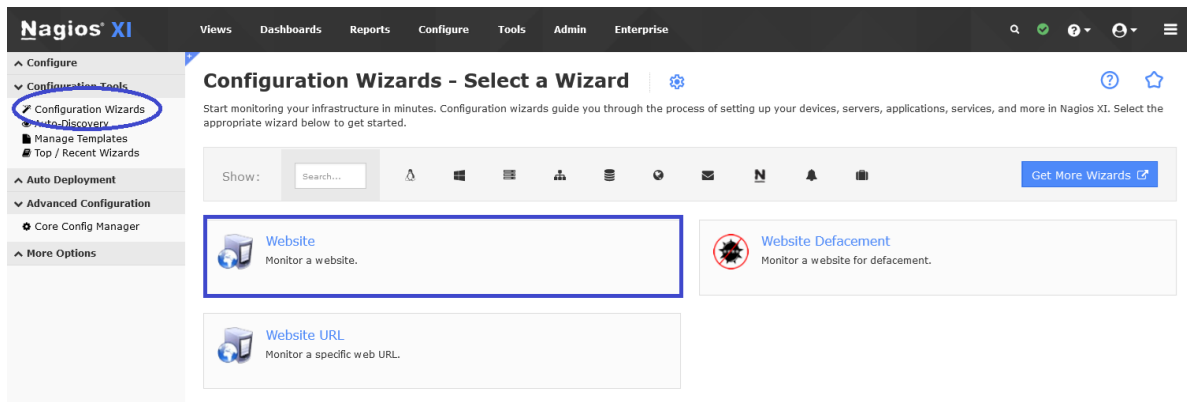 Nagios® XI
Views Dashboards Reports Configure Tools Admin Enterprise
Configure
Configuration Tools
Configuration Wizards
Auto-Discovery
Manage Templates
Top / Recent Wizards
Auto Deployment
Advanced Configuration
Core Config Manager
More Options
Configuration Wizards - Select a Wizard
Start monitoring your infrastructure in minutes. Configuration wizards guide you through the process of setting up your devices, servers, applications, services, and more in Nagios XI. Select the
appropriate wizard below to get started.
Show: Search... N Get More Wizards
Website
Monitor a website.
Website Defacement
Monitor a website for defacement.
Website URL
Monitor a specific web URL.